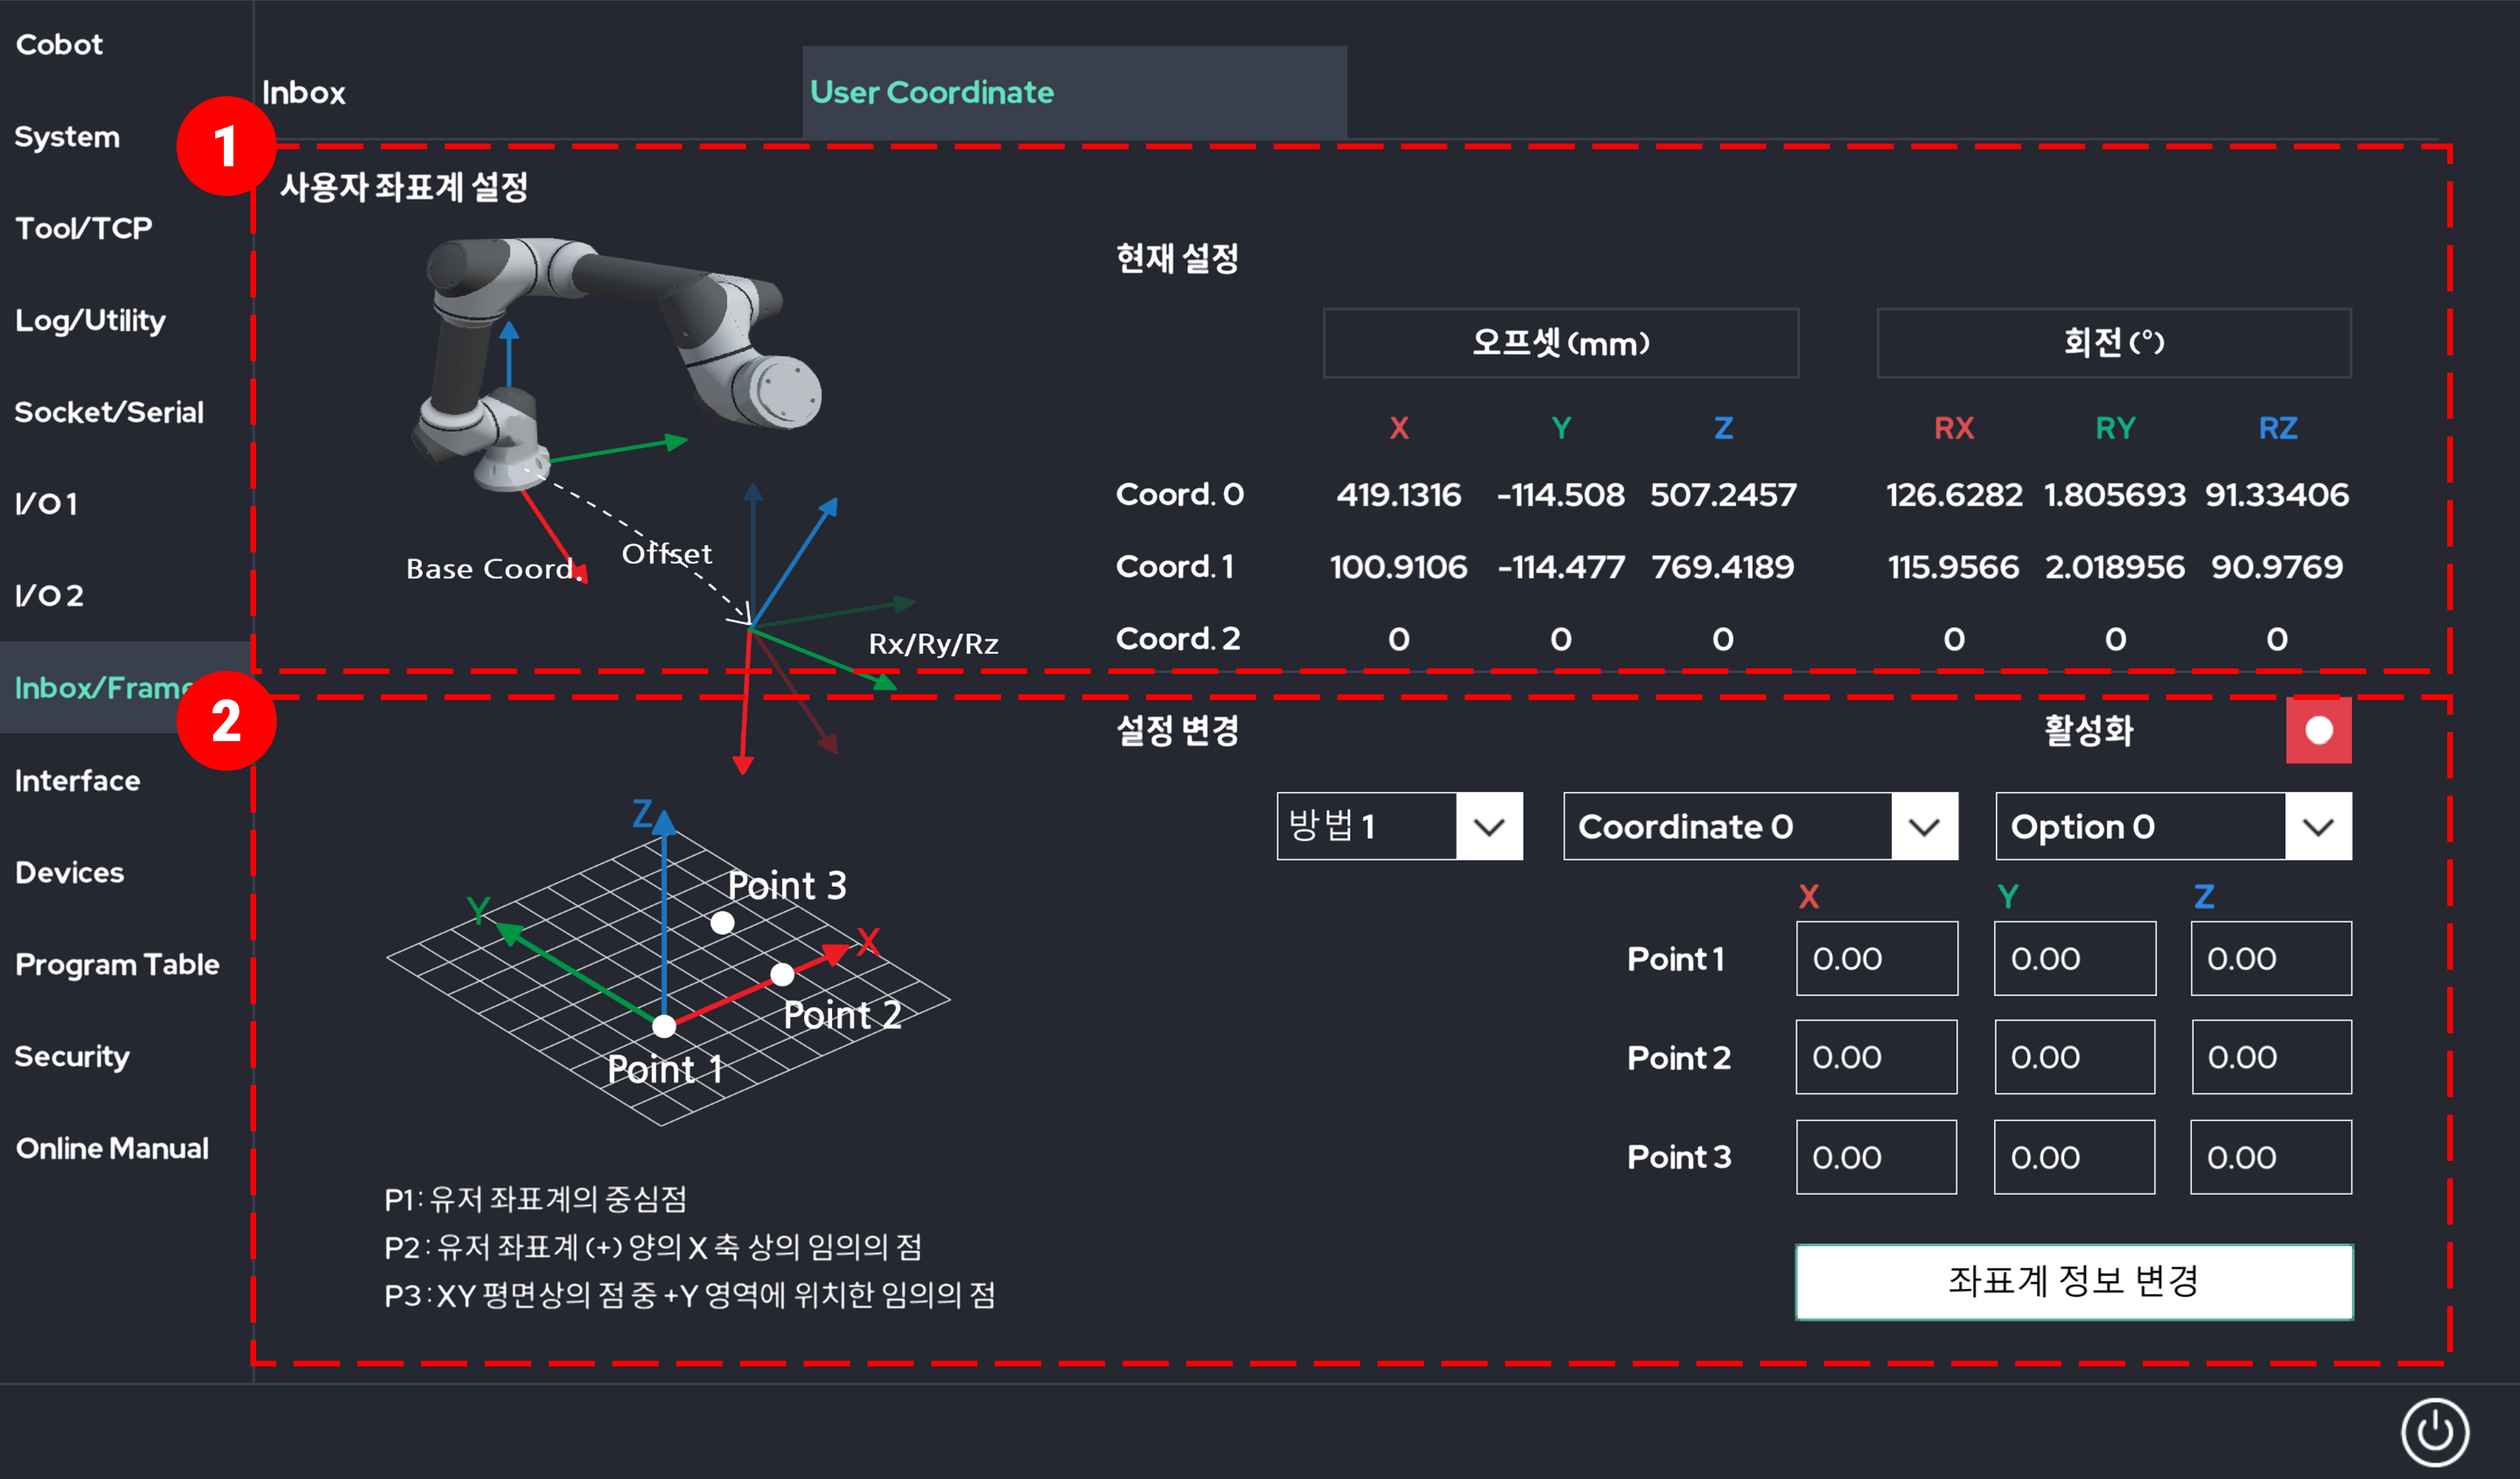 Cobot
System
Tool/TCP
Log/Utility
Socket/Serial
I/O 1
I/O 2
Inbox/Frame
Interface
Devices
Program Table
Security
Online Manual
Inbox
User Coordinate
1
사용자 좌표계 설정
Base Coord.
Offset
Rx/Ry/Rz
현재 설정
오프셋 (mm) 회전 (°)
X Y Z RX RY RZ
Coord. 0 419.1316 -114.508 507.2457 126.6282 1.805693 91.33406
Coord. 1 100.9106 -114.477 769.4189 115.9566 2.018956 90.9769
Coord. 2 0 0 0 0 0 0
2
Z
Y
X
Point 3
Point 2
Point 1
P1 : 유저 좌표계의 중심점
P2 : 유저 좌표계 (+) 양의 X 축 상의 임의의 점
P3 : XY 평면상의 점 중 +Y 영역에 위치한 임의의 점
설정 변경 활성화
방법 1 Coordinate 0 Option 0
X Y Z
Point 1 0.00 0.00 0.00
Point 2 0.00 0.00 0.00
Point 3 0.00 0.00 0.00
좌표계 정보 변경